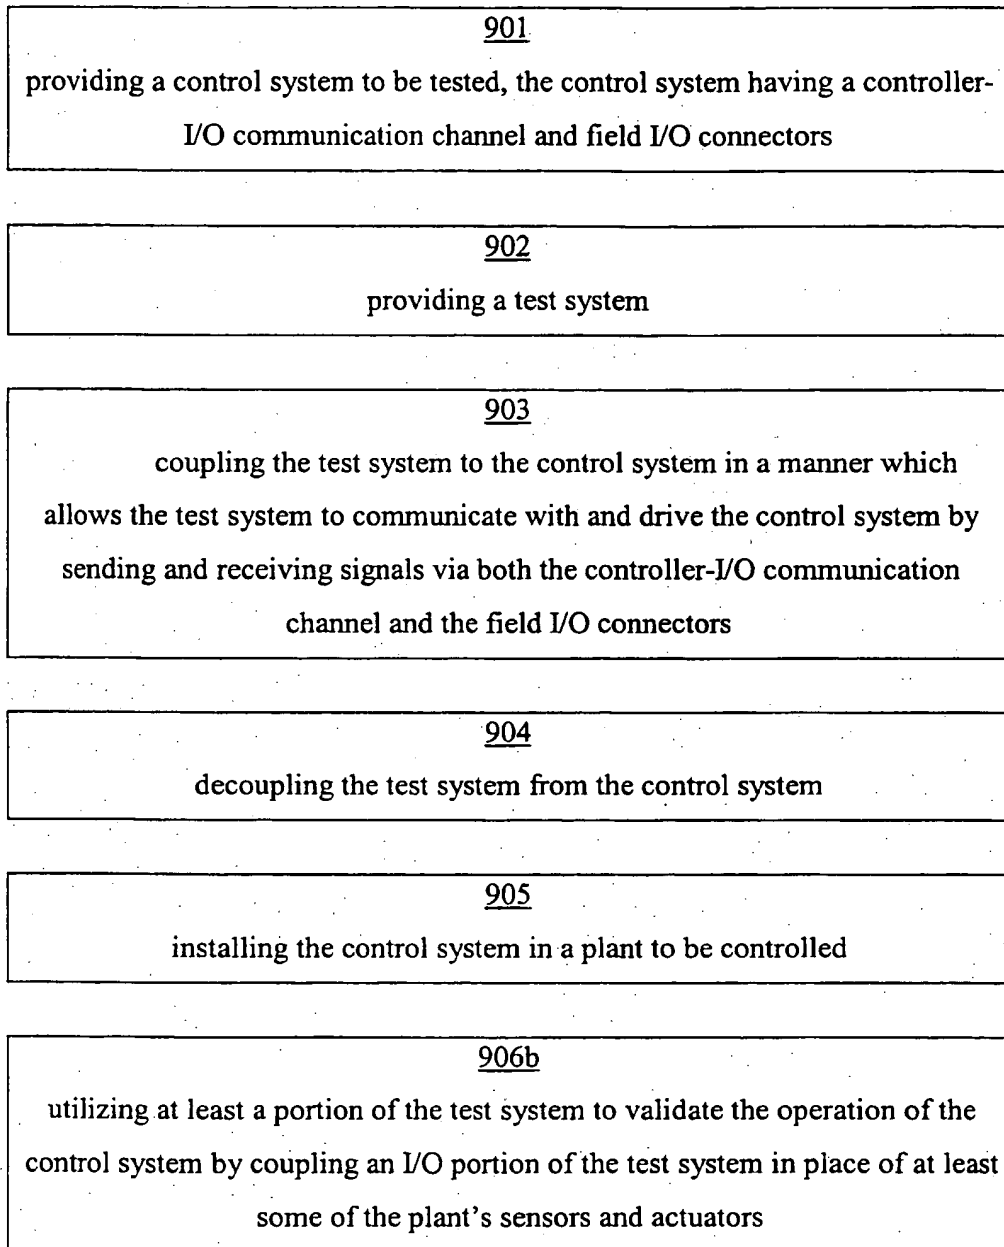 901
providing a control system to be tested, the control system having a controller-
I/O communication channel and field I/O connectors
902
providing a test system
903
coupling the test system to the control system in a manner which
allows the test system to communicate with and drive the control system by
sending and receiving signals via both the controller-I/O communication
channel and the field I/O connectors
904
decoupling the test system from the control system
905
installing the control system in a plant to be controlled
906b
utilizing at least a portion of the test system to validate the operation of the
control system by coupling an I/O portion of the test system in place of at least
some of the plant's sensors and actuators